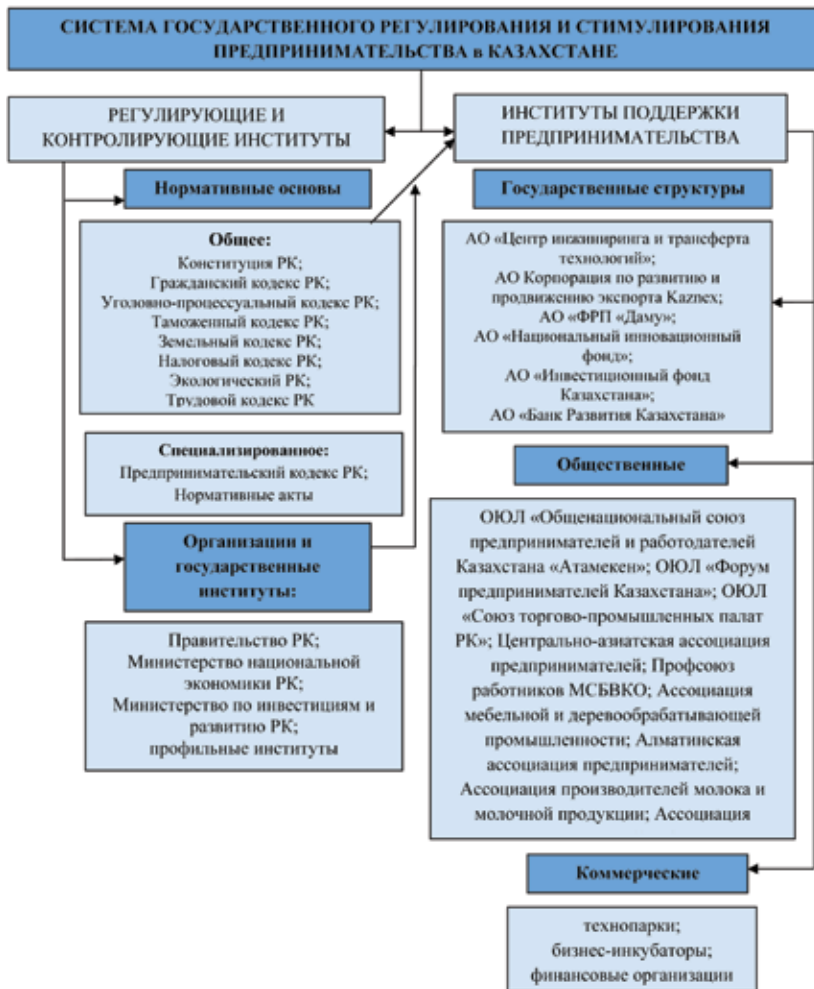 СИСТЕМА ГОСУДАРСТВЕННОГО РЕГУЛИРОВАНИЯ И СТИМУЛИРОВАНИЯ
ПРЕДПРИНИМАТЕЛЬСТВА в КАЗАХСТАНЕ
РЕГУЛИРУЮЩИЕ И
КОНТРОЛИРУЮЩИЕ ИНСТИТУТЫ
Нормативные основы
Общее:
Конституция РК;
Гражданский кодекс РК;
Уголовно-процессуальный кодекс РК;
Таможенный кодекс РК;
Земельный кодекс РК;
Налоговый кодекс РК;
Экологический РК;
Трудовой кодекс РК
Специализированное:
Предпринимательский кодекс РК;
Нормативные акты
Организации и
государственные
институты:
Правительство РК;
Министерство национальной
экономики РК;
Министерство по инвестициям и
развитию РК;
профильные институты
ИНСТИТУТЫ ПОДДЕРЖКИ
ПРЕДПРИНИМАТЕЛЬСТВА
Государственные структуры
АО «Центр инжиниринга и трансферта
технологий»;
АО Корпорация по развитию и
продвижению экспорта Kaznex;
АО «ФРП «Даму»;
АО «Национальный инновационный
фонд»;
АО «Инвестиционный фонд
Казахстана»;
АО «Банк Развития Казахстана»
Общественные
ОЮЛ «Общенациональный союз
предпринимателей и работодателей
Казахстана «Атамекен»; ОЮЛ «Форум
предпринимателей Казахстана»; ОЮЛ
«Союз торгово-промышленных палат
РК»; Центрально-азиатская ассоциация
предпринимателей; Профсоюз
работников МСБВКО; Ассоциация
мебельной и деревообрабатывающей
промышленности; Алматинская
ассоциация предпринимателей;
Ассоциация производителей молока и
молочной продукции; Ассоциация
Коммерческие
технопарки;
бизнес-инкубаторы;
финансовые организации